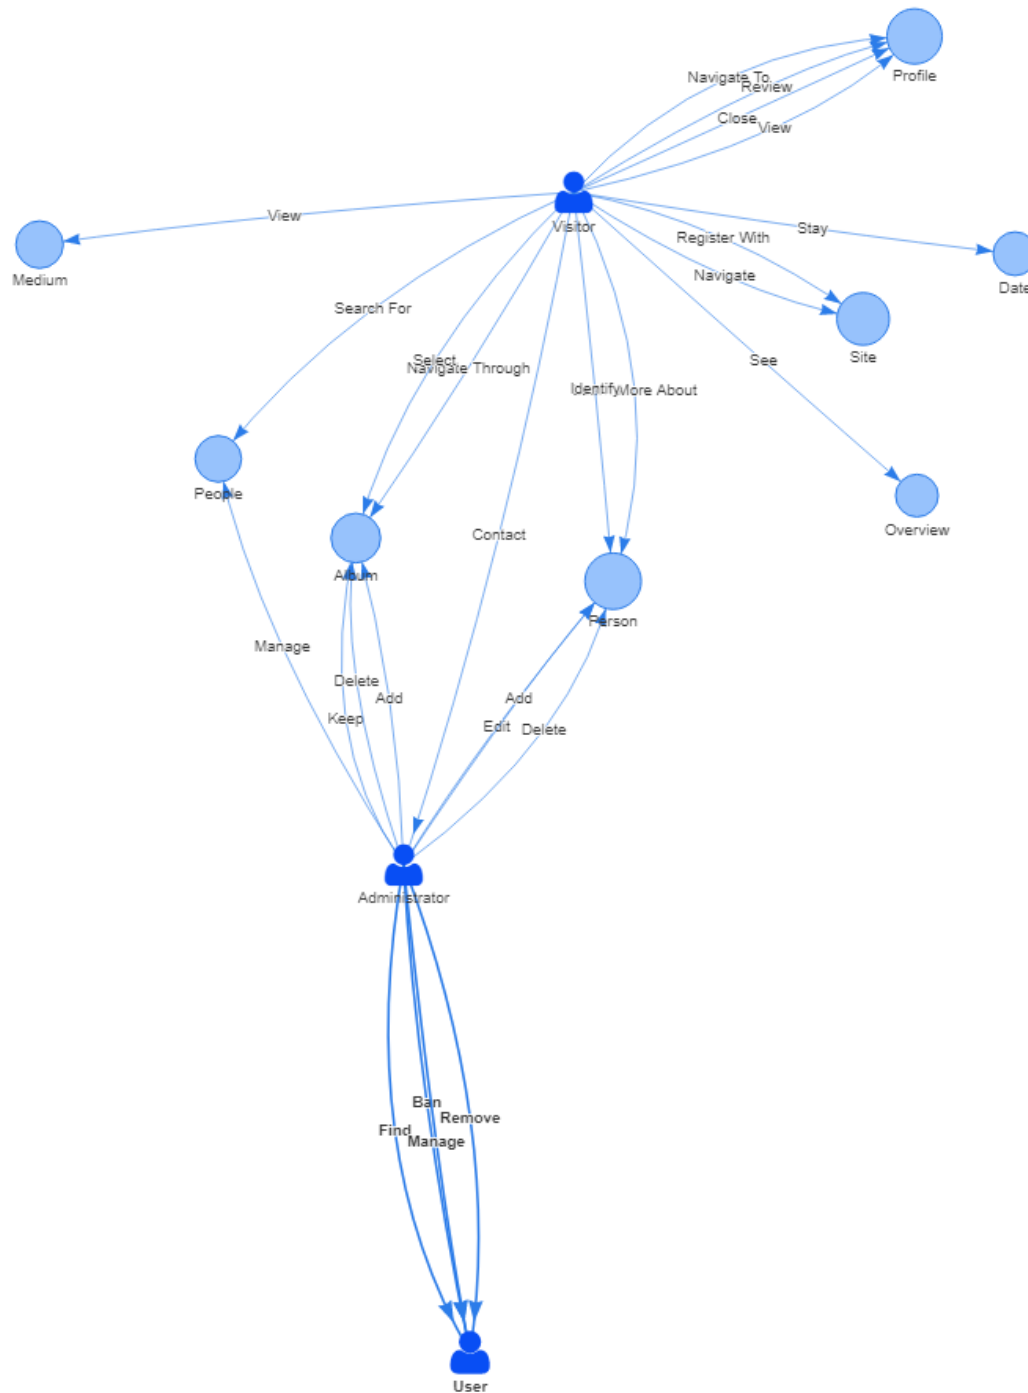 Profile
Navigate To
Review
Close
View
Visitor
View
Medium
Register With
Stay
Date
Navigate
Search For
Site
Select
Navigate Through
See
Identify
More About
People
Overview
Contact
Album
Person
Manage
Delete
Add
Keep
Add
Edit
Delete
Administrator
Ban
Find
Remove
Manage
User